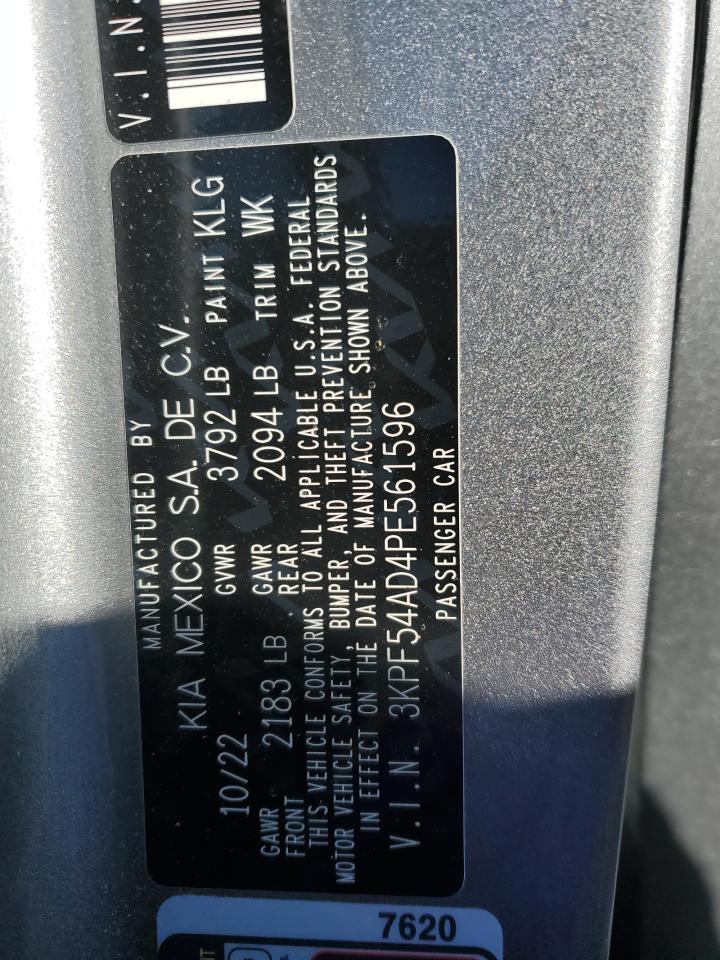 V.I.N.
MANUFACTURED BY
KIA MEXICO S.A. DE C.V.
10/22 GVWR 3792 LB PAINT KLG
GAWR FRONT 2183 LB GAWR REAR 2094 LB TRIM WK
THIS VEHICLE CONFORMS TO ALL APPLICABLE U.S.A. FEDERAL
MOTOR VEHICLE SAFETY, BUMPER, AND THEFT PREVENTION STANDARDS
IN EFFECT ON THE DATE OF MANUFACTURE SHOWN ABOVE.
V.I.N. 3KPF54AD4PE561596
PASSENGER CAR
7620